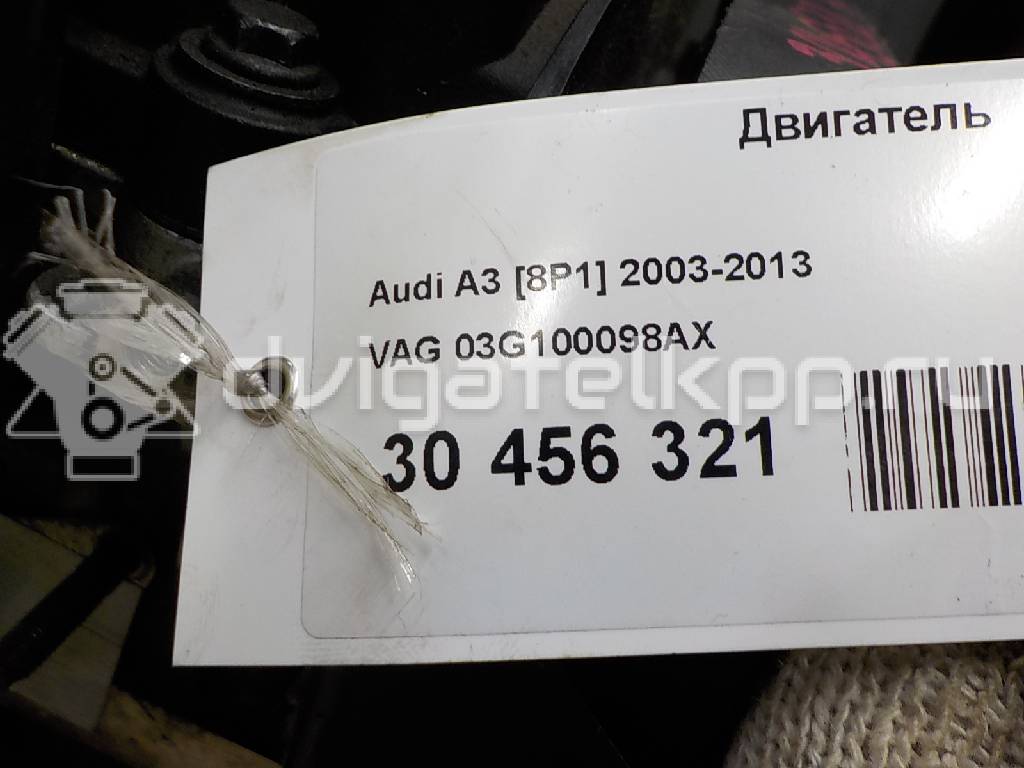 Двигатель
Audi A3 [8P1] 2003-2013
VAG 03G100098AX
dvigatelkpp.ru
30 456 321